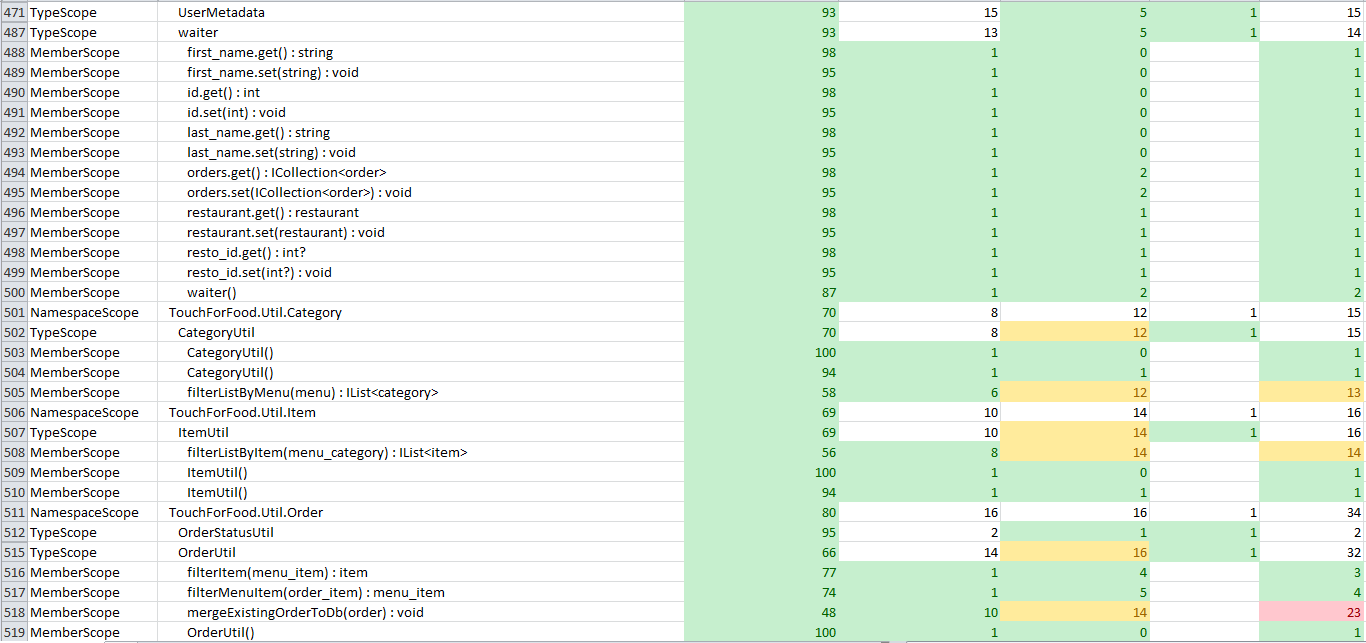 471 TypeScope UserMetadata 93 15 5 1 15
487 TypeScope waiter 93 13 5 1 14
488 MemberScope first_name.get() : string 98 1 0 1
489 MemberScope first_name.set(string) : void 95 1 0 1
490 MemberScope id.get() : int 98 1 0 1
491 MemberScope id.set(int) : void 95 1 0 1
492 MemberScope last_name.get() : string 98 1 0 1
493 MemberScope last_name.set(string) : void 95 1 0 1
494 MemberScope orders.get() : ICollection<order> 98 1 2 1
495 MemberScope orders.set(ICollection<order>) : void 95 1 2 1
496 MemberScope restaurant.get() : restaurant 98 1 1 1
497 MemberScope restaurant.set(restaurant) : void 95 1 1 1
498 MemberScope resto_id.get() : int? 98 1 1 1
499 MemberScope resto_id.set(int?) : void 95 1 1 1
500 MemberScope waiter() 87 1 2 2
501 NamespaceScope TouchForFood.Util.Category 70 8 12 1 15
502 TypeScope CategoryUtil 70 8 12 1 15
503 MemberScope CategoryUtil() 100 1 0 1
504 MemberScope CategoryUtil() 94 1 1 1
505 MemberScope filterListByMenu(menu) : IList<category> 58 6 12 13
506 NamespaceScope TouchForFood.Util.Item 69 10 14 1 16
507 TypeScope ItemUtil 69 10 14 1 16
508 MemberScope filterListByItem(menu_category) : IList<item> 56 8 14 14
509 MemberScope ItemUtil() 100 1 0 1
510 MemberScope ItemUtil() 94 1 1 1
511 NamespaceScope TouchForFood.Util.Order 80 16 16 1 34
512 TypeScope OrderStatusUtil 95 2 1 1 2
515 TypeScope OrderUtil 66 14 16 1 32
516 MemberScope filterItem(menu_item) : item 77 1 4 3
517 MemberScope filterMenuItem(order_item) : menu_item 74 1 5 4
518 MemberScope mergeExistingOrderToDb(order) : void 48 10 14 23
519 MemberScope OrderUtil() 100 1 0 1